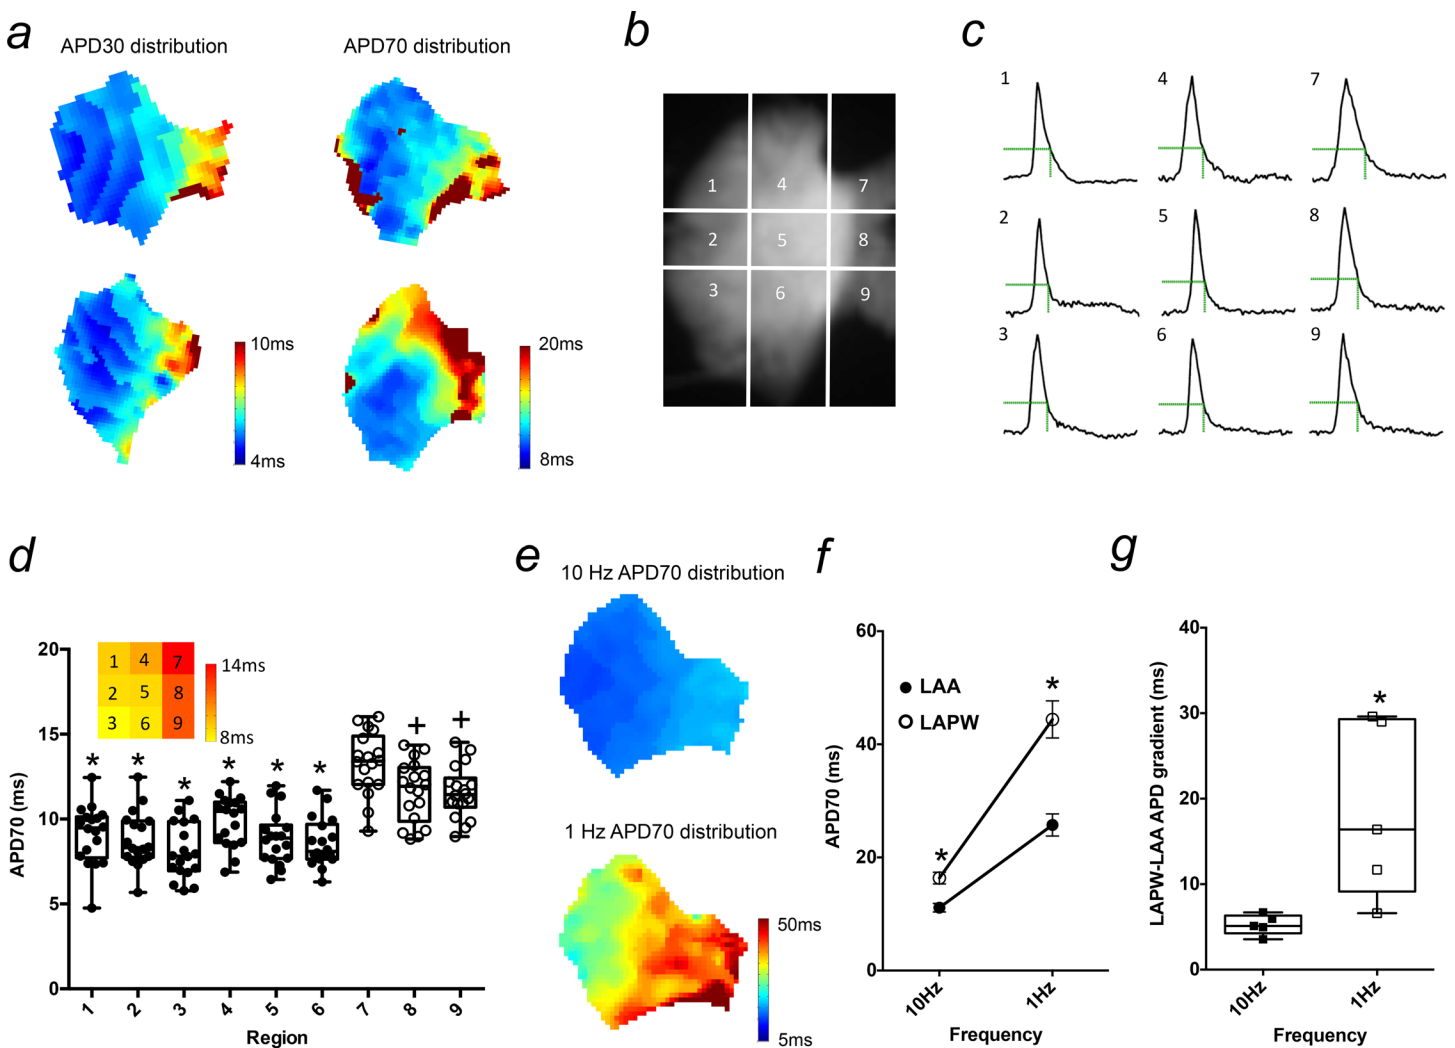 a
APD30 distribution
APD70 distribution
10ms
4ms
20ms
8ms
b
1
4
7
2
5
8
3
6
9
c
1
4
7
2
5
8
3
6
9
d
20
15
10
5
0
APD70 (ms)
1 4 7
2 5 8
3 6 9
14ms
8ms
* * * * * * + +
1 2 3 4 5 6 7 8 9
Region
e
10 Hz APD70 distribution
1 Hz APD70 distribution
50ms
5ms
f
60
40
20
0
APD70 (ms)
LAA
LAPW
*
*
10Hz 1Hz
Frequency
g
40
30
20
10
0
LAPW-LAA APD gradient (ms)
*
10Hz 1Hz
Frequency